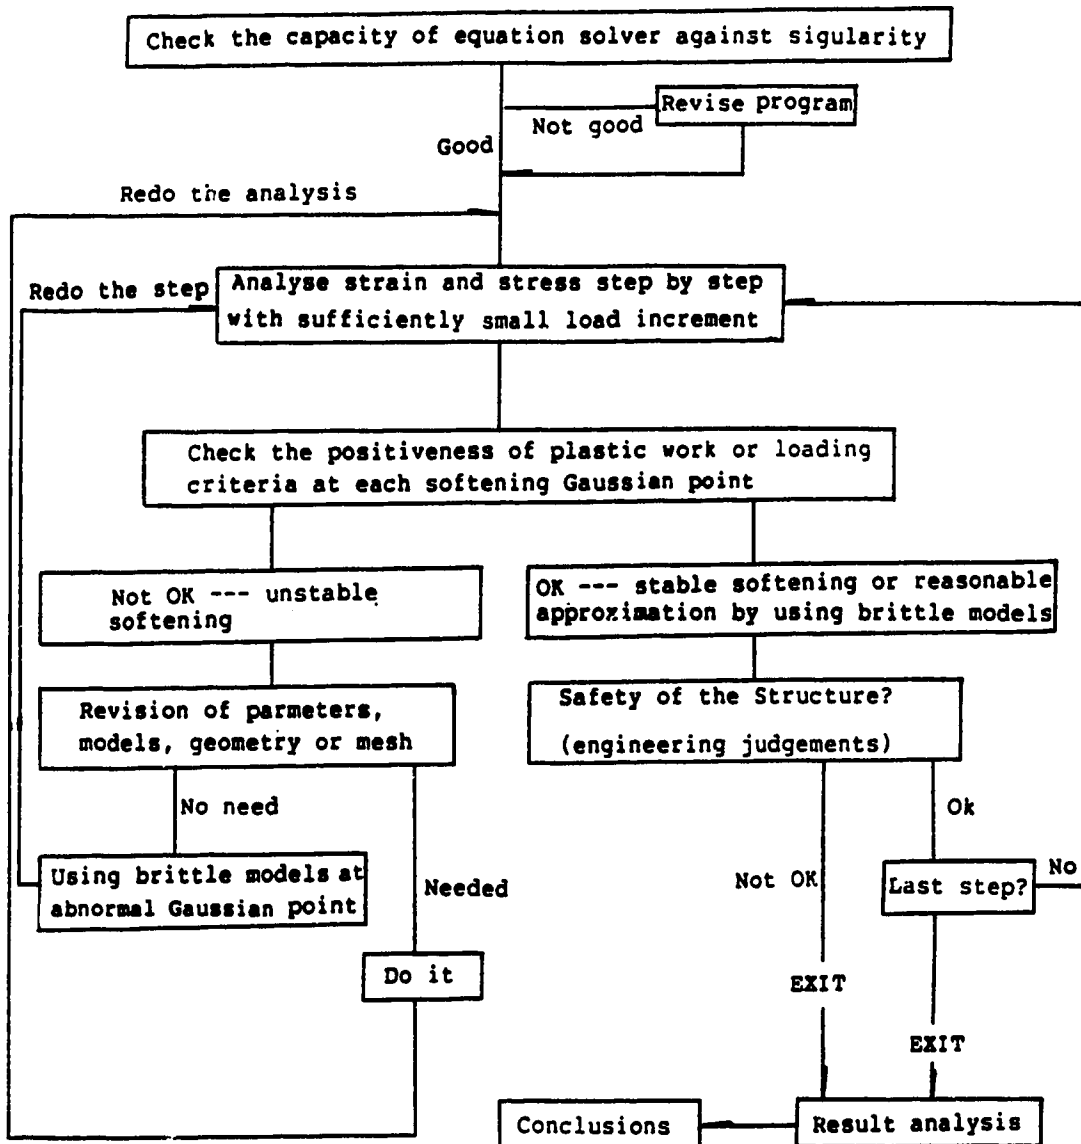 Check the capacity of equation solver against sigularity
Revise program
Not good
Good
Redo the analysis
Redo the step
Analyse strain and stress step by step
with sufficiently small load increment
Check the positiveness of plastic work or loading
criteria at each softening Gaussian point
Not OK --- unstable
softening
OK --- stable softening or reasonable
approximation by using brittle models
Revision of parmeters,
models, geometry or mesh
Safety of the Structure?
(engineering judgements)
No need
Ok
Using brittle models at
abnormal Gaussian point
Needed
Not OK
Last step?
No
Do it
EXIT
EXIT
Conclusions
Result analysis